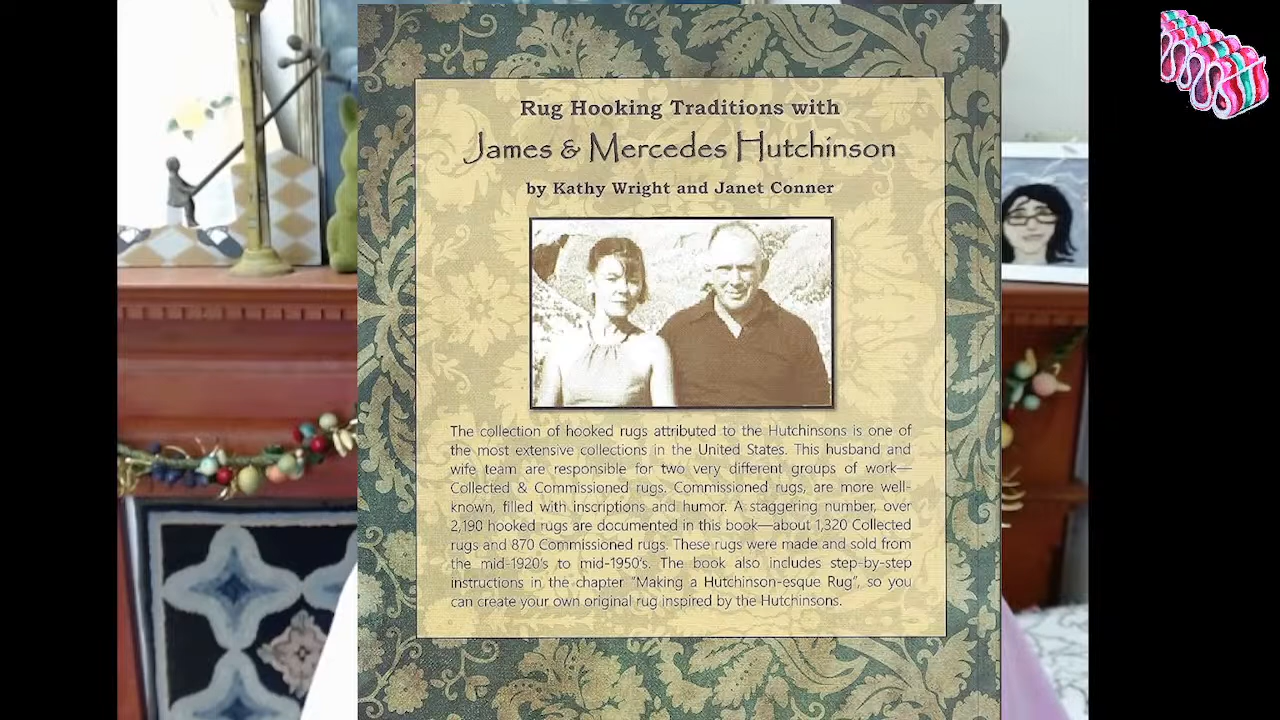 Rug Hooking Traditions with
James & Mercedes Hutchinson
by Kathy Wright and Janet Conner
The collection of hooked rugs attributed to the Hutchinsons is one of
the most extensive collections in the United States. This husband and
wife team are responsible for two very different groups of work—
Collected & Commissioned rugs. Commissioned rugs, are more well-
known, filled with inscriptions and humor. A staggering number, over
2,190 hooked rugs are documented in this book—about 1,320 Collected
rugs and 870 Commissioned rugs. These rugs were made and sold from
the mid-1920's to mid-1950's. The book also includes step-by-step
instructions in the chapter "Making a Hutchinson-esque Rug", so you
can create your own original rug inspired by the Hutchinsons.